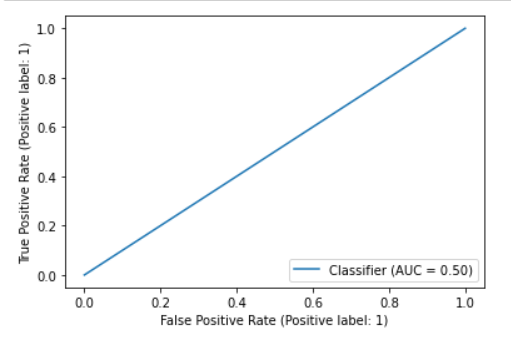 True Positive Rate (Positive label: 1)
1.0
0.8
0.6
0.4
0.2
0.0
Classifier (AUC = 0.50)
0.0 0.2 0.4 0.6 0.8 1.0
False Positive Rate (Positive label: 1)